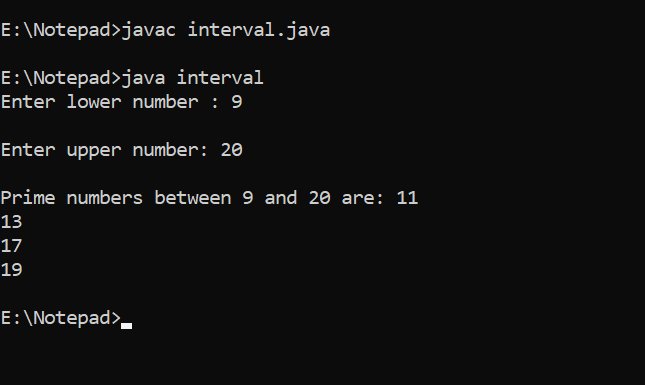 E:\Notepad>javac interval.java
E:\Notepad>java interval
Enter lower number : 9
Enter upper number: 20
Prime numbers between 9 and 20 are: 11
13
17
19
E:\Notepad>